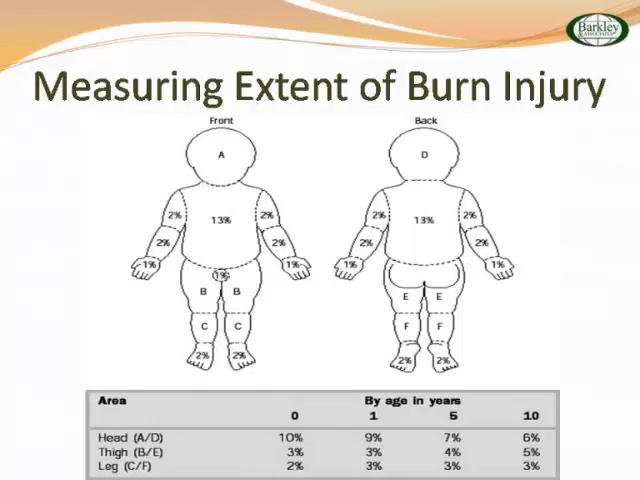 Barkley
& ASSOCIATES
Measuring Extent of Burn Injury
Front Back
A D
2% 13% 2% 2% 13% 2%
2% 2% 2% 2%
1% 1% 1% 1% 1%
B B E E
C C F F
2% 2% 2% 2%
Area By age in years
0 1 5 10
Head (A/D) 10% 9% 7% 6%
Thigh (B/E) 3% 3% 4% 5%
Leg (C/F) 2% 3% 3% 3%